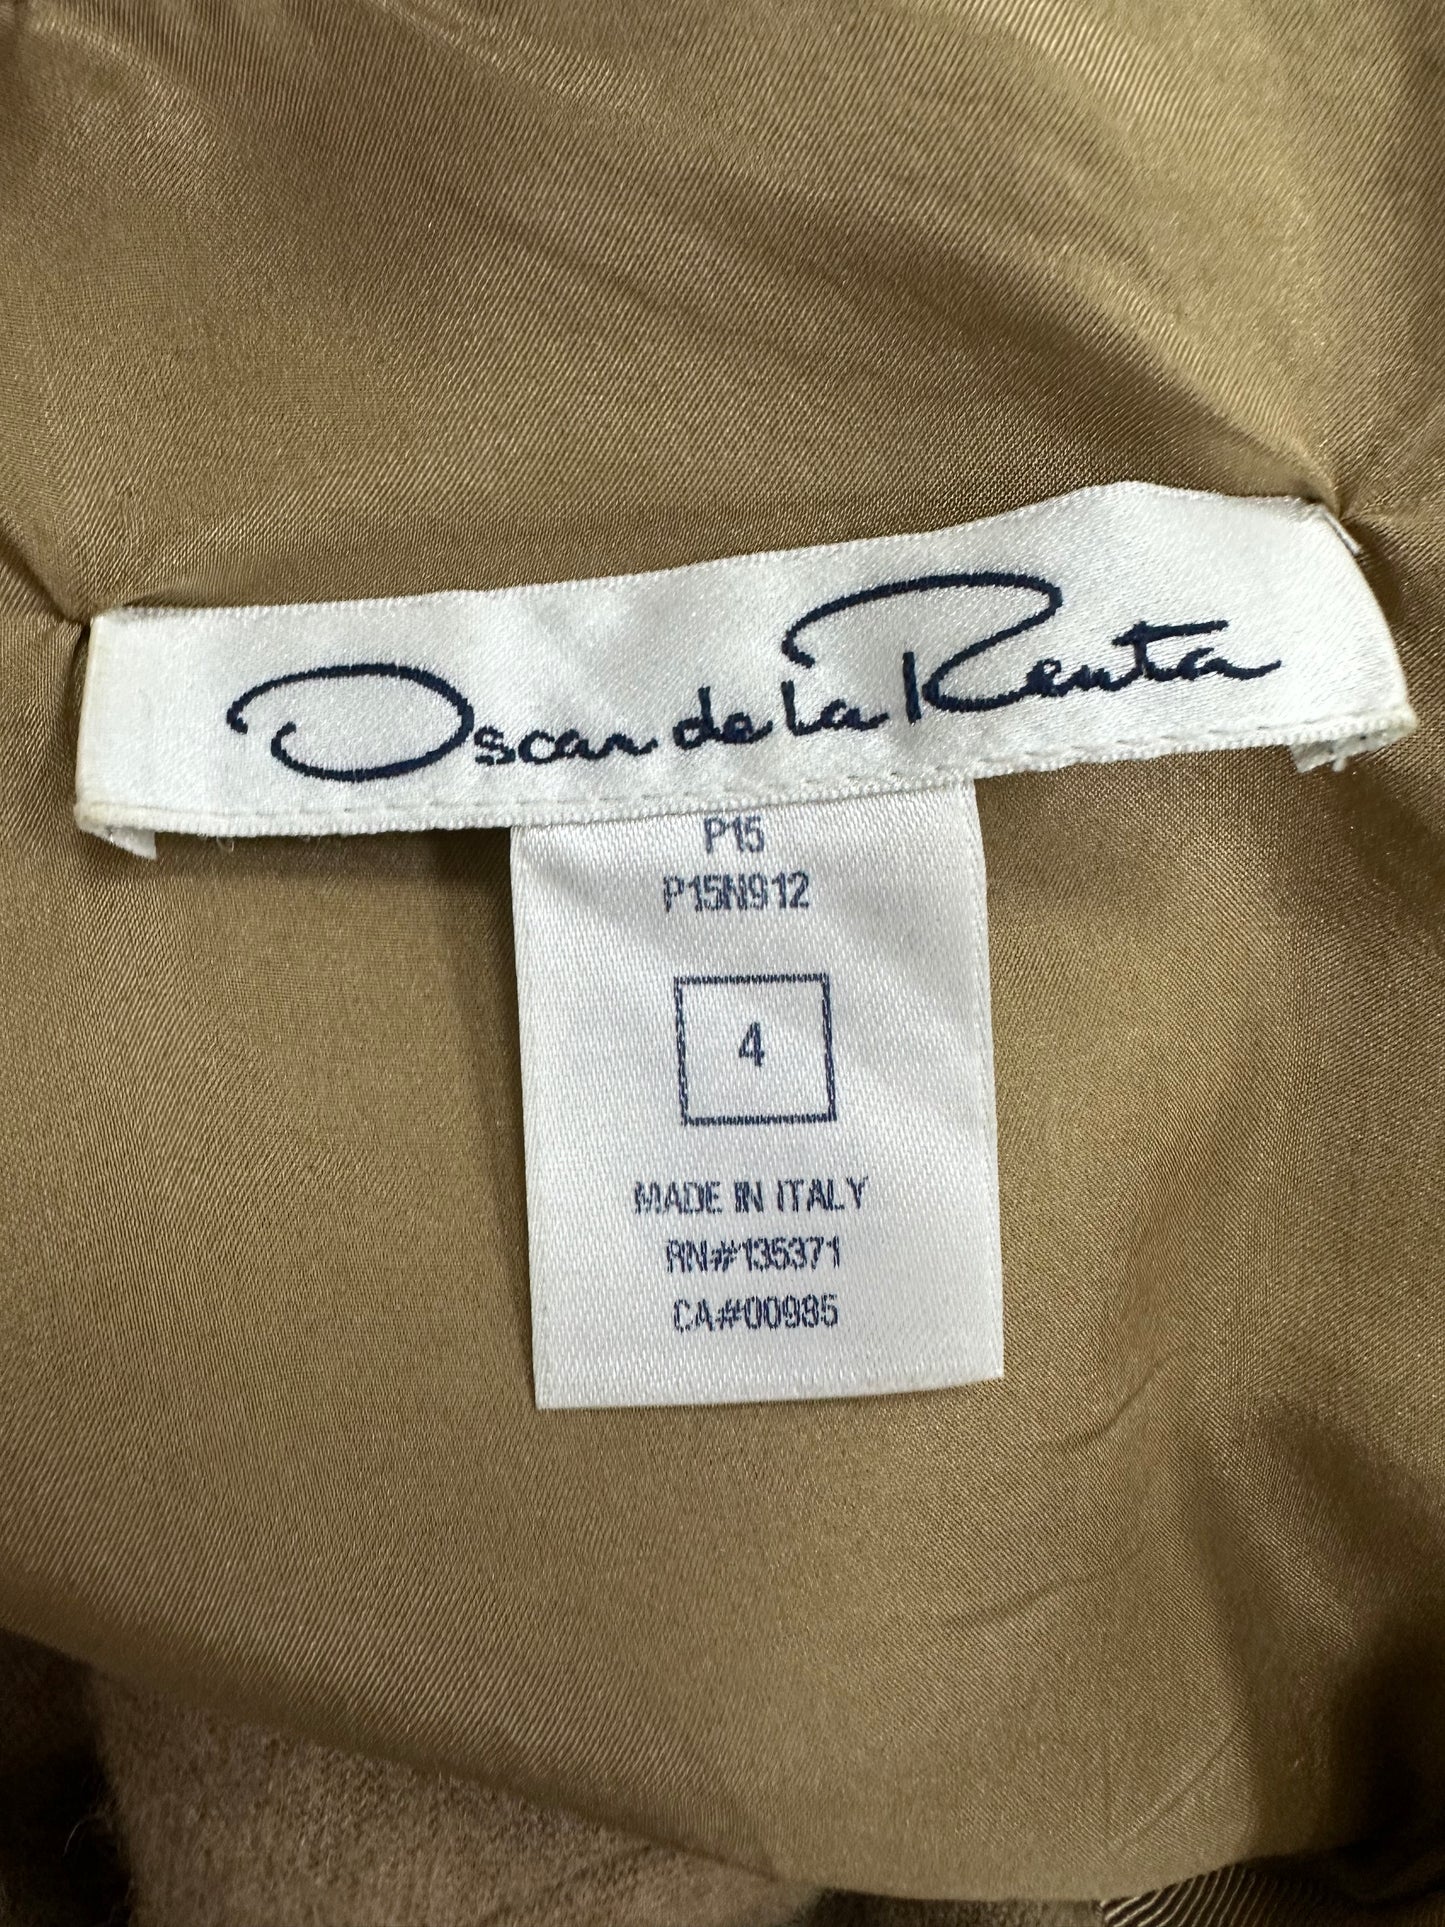 Oscar de la Renta
P15
P15N912
4
MADE IN ITALY
RN#135371
CA#00985